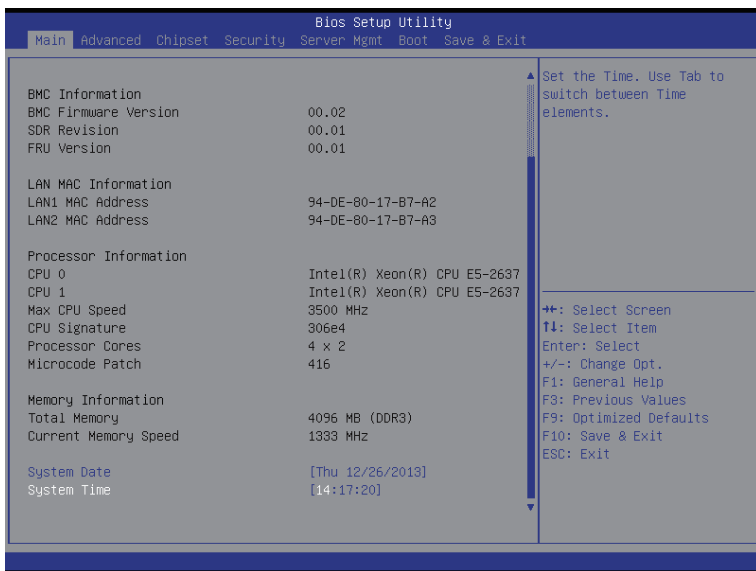 Bios Setup Utility
Main Advanced Chipset Security Server Mgmt Boot Save & Exit
BMC Information
BMC Firmware Version 00.02
SDR Revision 00.01
FRU Version 00.01
LAN MAC Information
LAN1 MAC Address 94-DE-80-17-B7-A2
LAN2 MAC Address 94-DE-80-17-B7-A3
Processor Information
CPU 0 Intel(R) Xeon(R) CPU E5-2637
CPU 1 Intel(R) Xeon(R) CPU E5-2637
Max CPU Speed 3500 MHz
CPU Signature 306e4
Processor Cores 4 x 2
Microcode Patch 416
Memory Information
Total Memory 4096 MB (DDR3)
Current Memory Speed 1333 MHz
System Date [Thu 12/26/2013]
System Time [14:17:20]
Set the Time. Use Tab to
switch between Time
elements.
→←: Select Screen
↑↓: Select Item
Enter: Select
+/-: Change Opt.
F1: General Help
F3: Previous Values
F9: Optimized Defaults
F10: Save & Exit
ESC: Exit